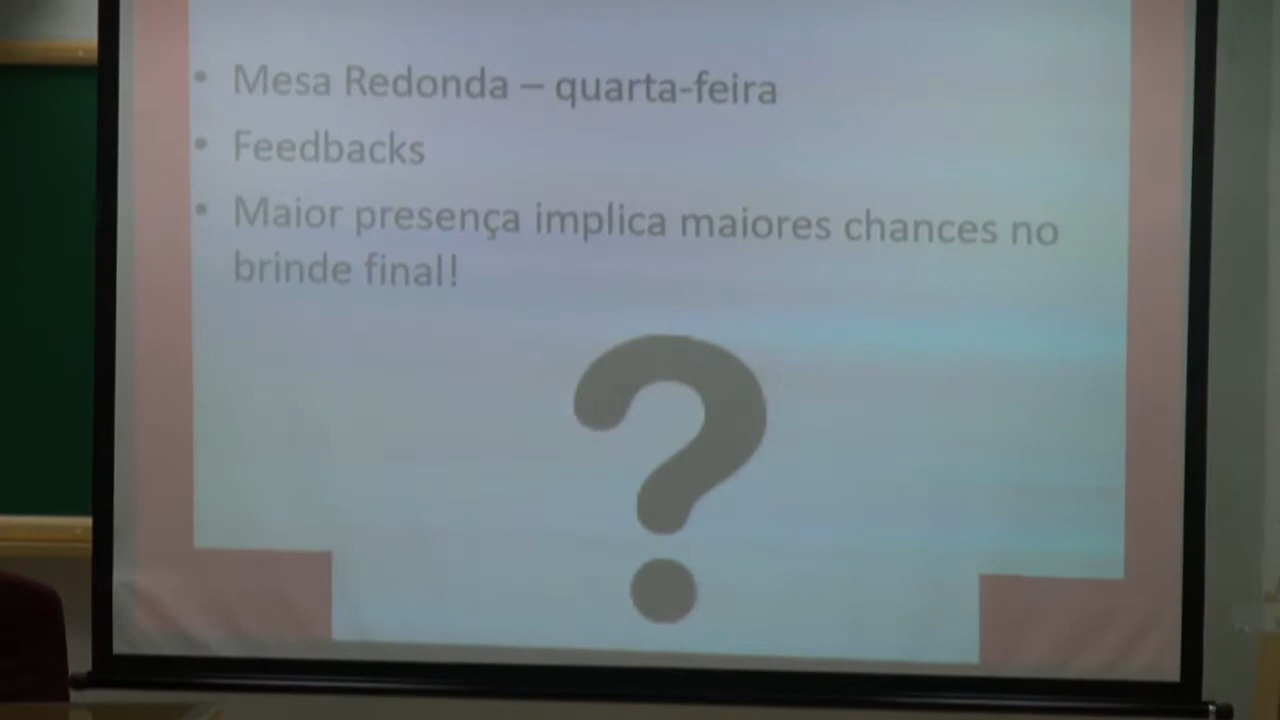 • Mesa Redonda – quarta-feira
• Feedbacks
• Maior presença implica maiores chances no
brinde final!
?